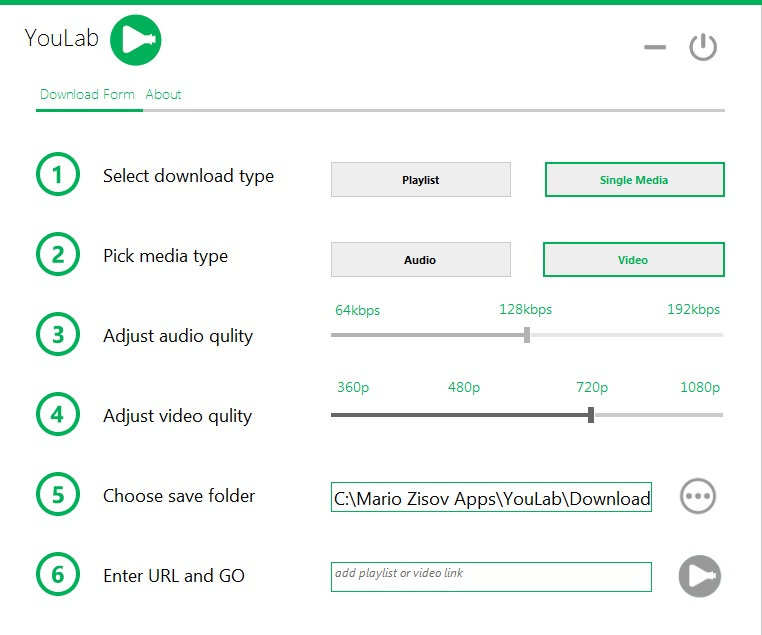 YouLab
Download Form About
1 Select download type Playlist Single Media
2 Pick media type Audio Video
64kbps 128kbps 192kbps
3 Adjust audio qulity
360p 480p 720p 1080p
4 Adjust video qulity
5 Choose save folder C:\Mario Zisov Apps\YouLab\Download
6 Enter URL and GO add playlist or video link